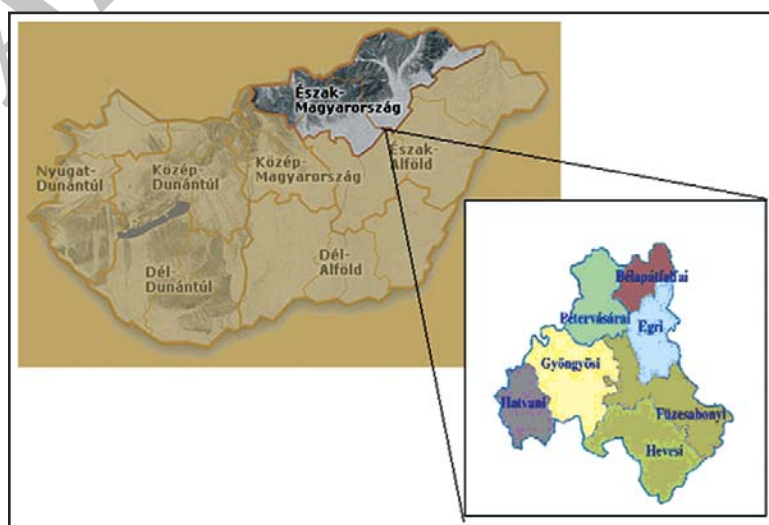 Észak-
Magyarország
Nyugat-
Dunántúl
Közép-
Dunántúl
Közép-
Magyarország
Észak-
Alföld
Dél-
Dunántúl
Dél-
Alföld
Bélapátfalfai
Pétervásárai
Egri
Gyöngyösi
Hatvani
Füzesabonyi
Hevesi